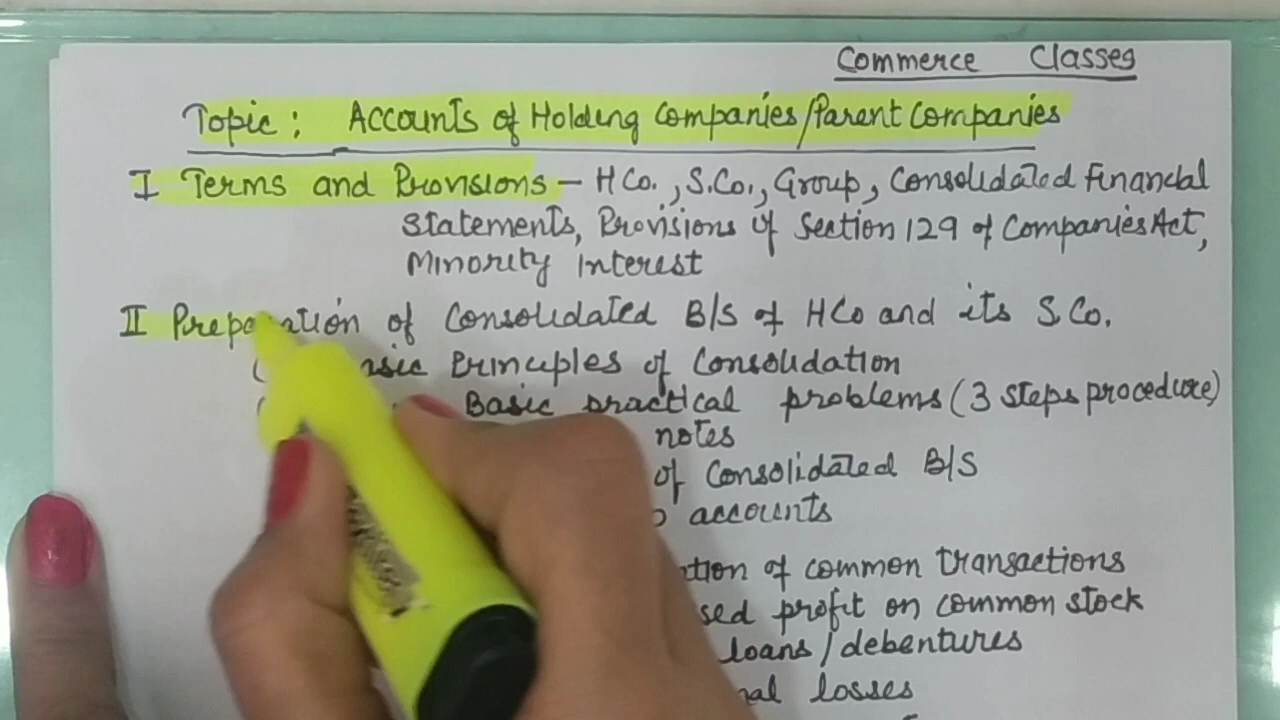 Commerce Classes
Topic: Accounts of Holding Companies/Parent Companies
I Terms and Provisions - H Co., S.Co., Group, Consolidated Financial
Statements, Provisions of Section 129 of Companies Act,
Minority Interest
II Preparation of Consolidated B/S of H Co and its S.Co.
Principles of Consolidation
Basic practical problems (3 steps procedure)
notes
of Consolidated B/S
accounts
of common transactions
profit on common stock
loans/debentures
losses